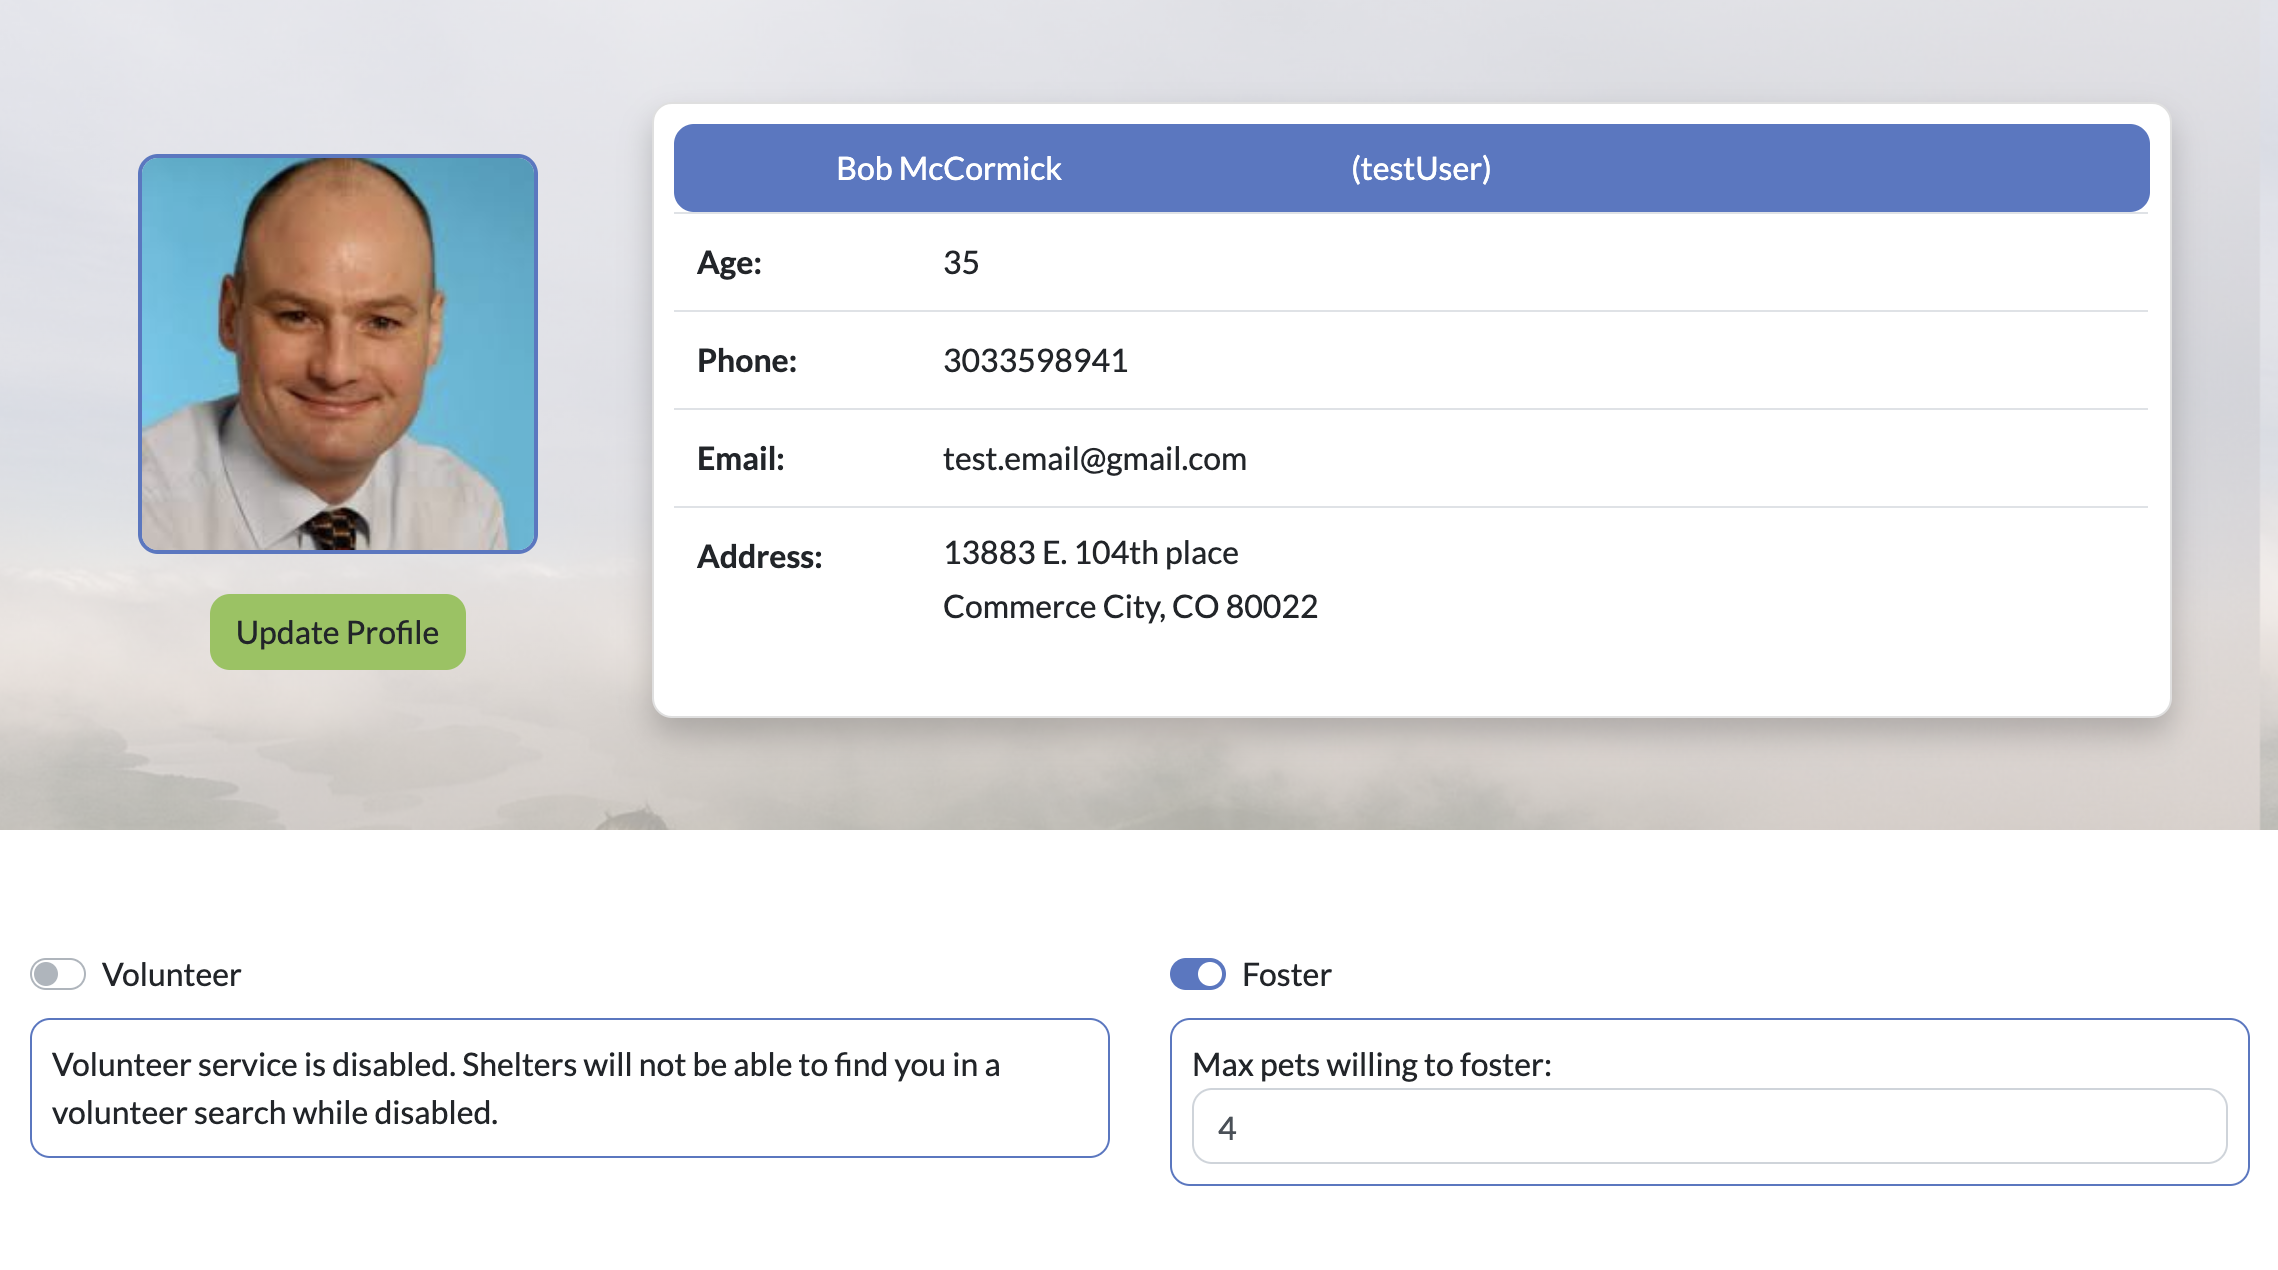 Bob McCormick (testUser)
Age: 35
Phone: 3033598941
Email: test.email@gmail.com
Address: 13883 E. 104th place
Commerce City, CO 80022
Update Profile
Volunteer
Volunteer service is disabled. Shelters will not be able to find you in a
volunteer search while disabled.
Foster
Max pets willing to foster:
4